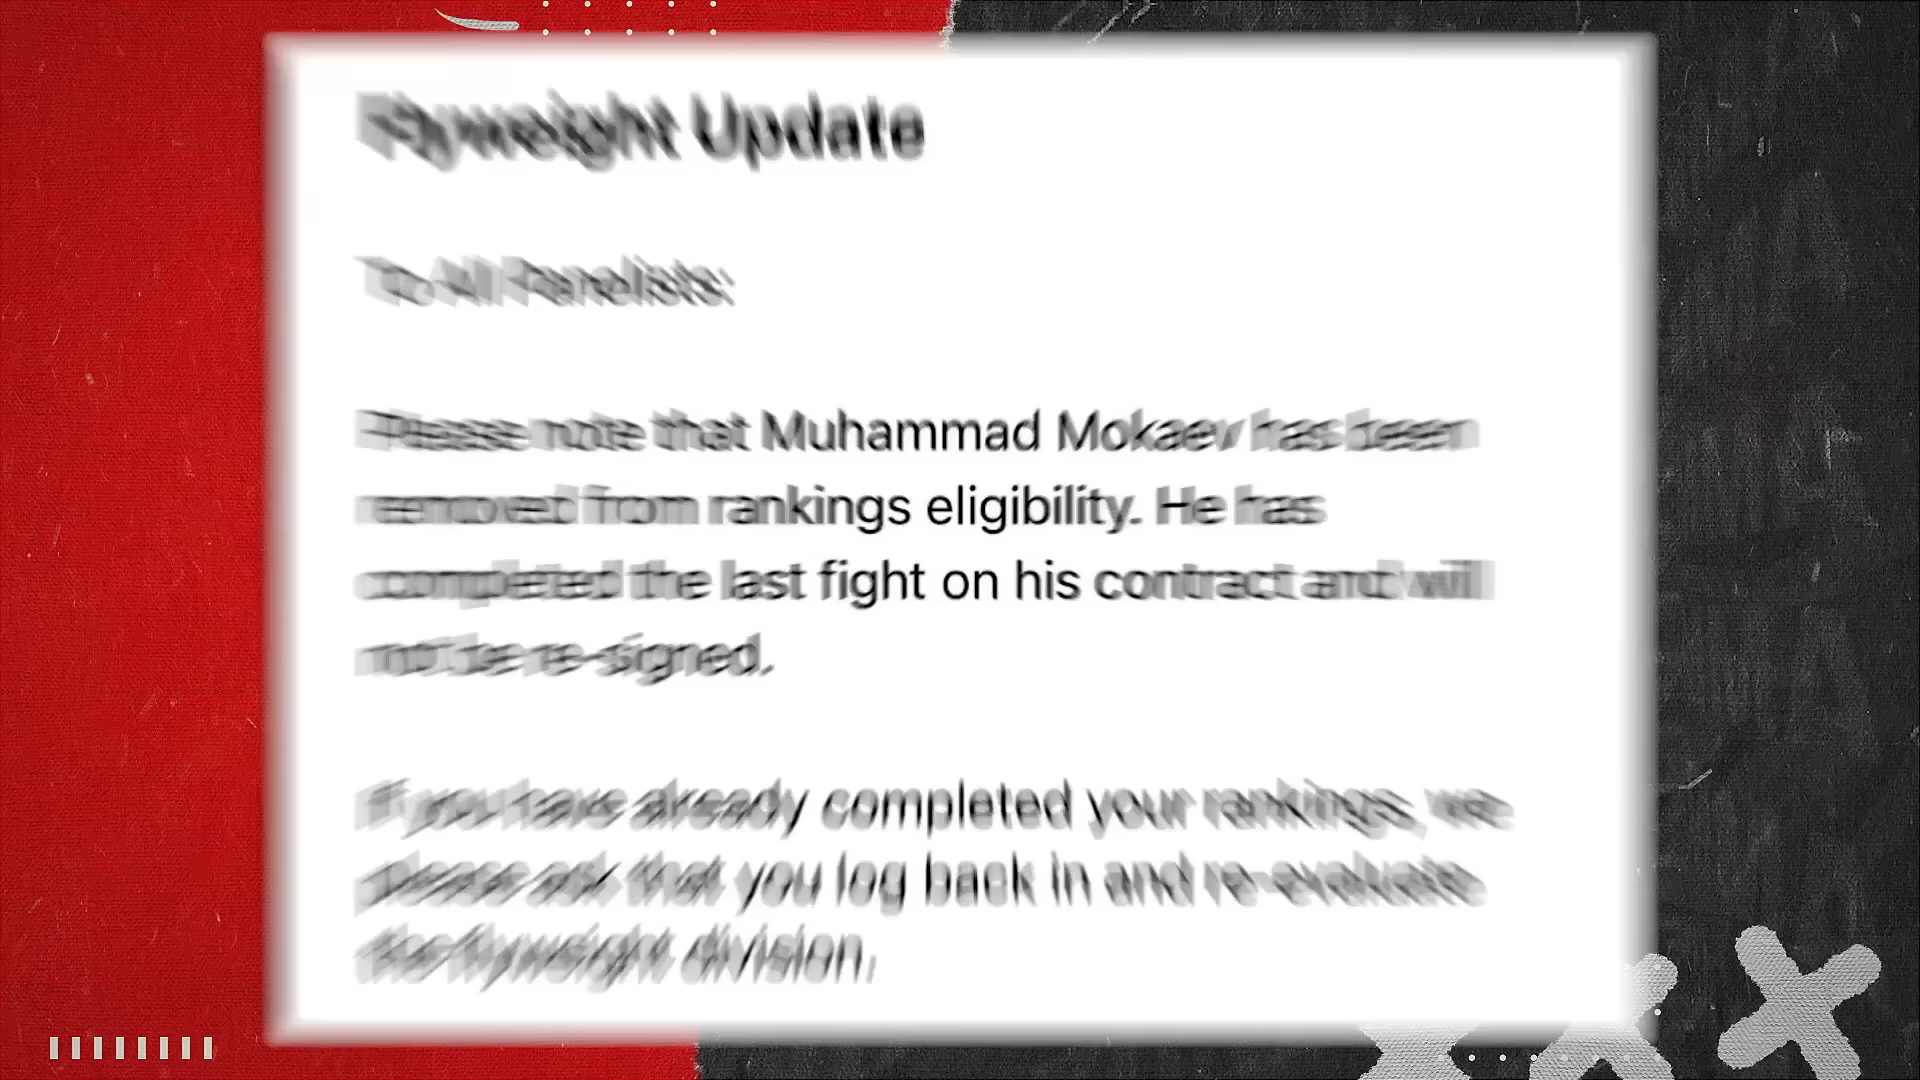 Flyweight Update
To All Panelists:
Please note that Muhammad Mokaev has been
removed from rankings eligibility. He has
completed the last fight on his contract and will
not be re-signed.
If you have already completed your rankings, we
please ask that you log back in and re-evaluate
the flyweight division.